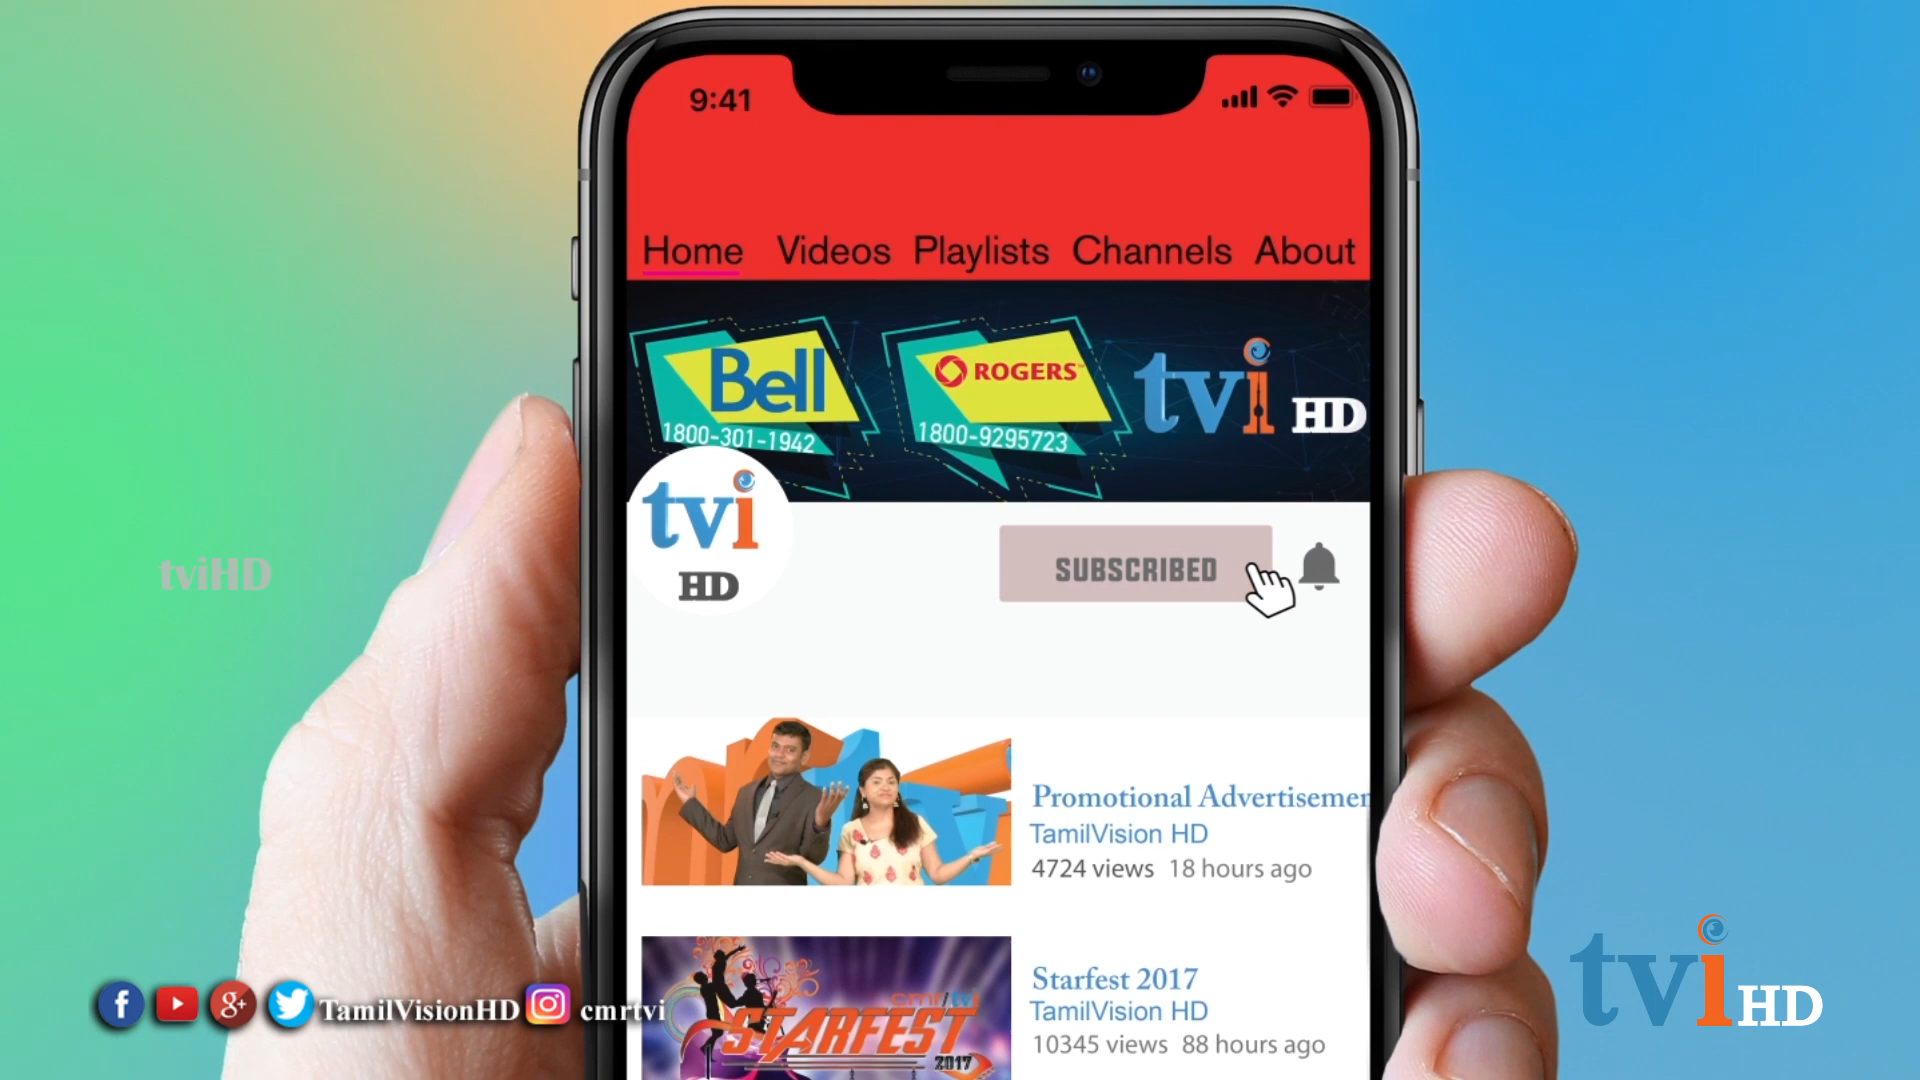 9:41
Home Videos Playlists Channels About
Bell
1800-301-1942
ROGERS
1800-9295723
tvi HD
tvi
HD
SUBSCRIBED
tviHD
Promotional Advertisemen
TamilVision HD
4724 views 18 hours ago
cmr/tvi
STARFEST
2017
Starfest 2017
TamilVision HD
10345 views 88 hours ago
f g+ TamilVisionHD cmrtvi
tvi HD